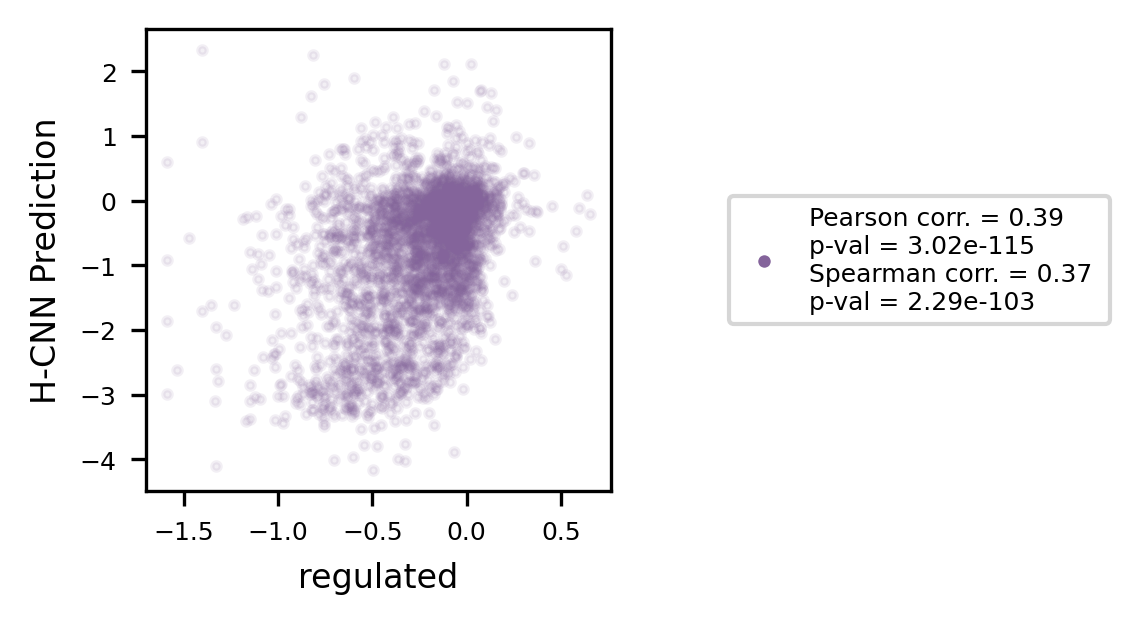 2
1
0
−1
−2
−3
−4
H-CNN Prediction
−1.5
−1.0
−0.5
0.0
0.5
regulated
Pearson corr. = 0.39
p-val = 3.02e-115
Spearman corr. = 0.37
p-val = 2.29e-103